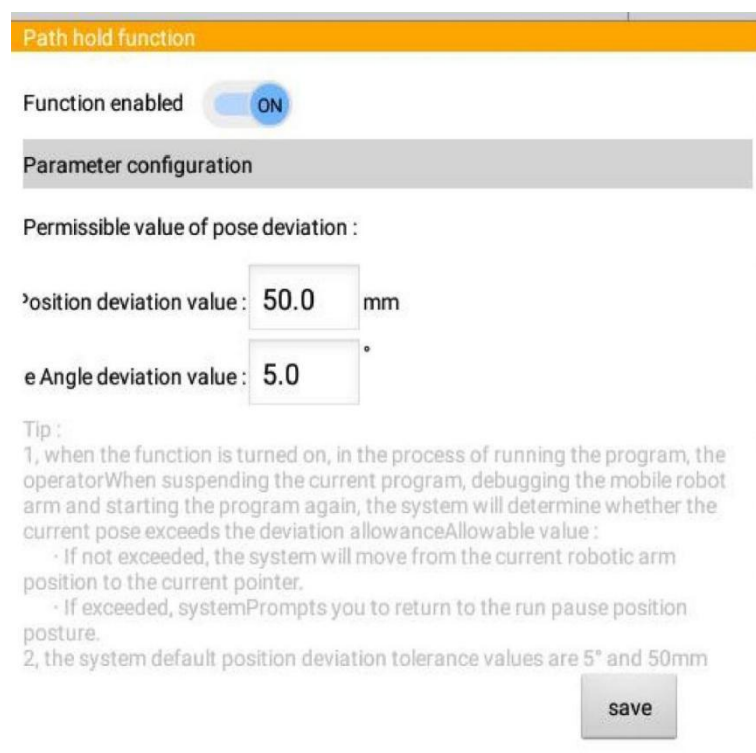 Path hold function
Function enabled ON
Parameter configuration
Permissible value of pose deviation :
Position deviation value : 50.0 mm
e Angle deviation value : 5.0 °
Tip :
1, when the function is turned on, in the process of running the program, the
operatorWhen suspending the current program, debugging the mobile robot
arm and starting the program again, the system will determine whether the
current pose exceeds the deviation allowanceAllowable value :
· If not exceeded, the system will move from the current robotic arm
position to the current pointer.
· If exceeded, systemPrompts you to return to the run pause position
posture.
2, the system default position deviation tolerance values are 5° and 50mm
save